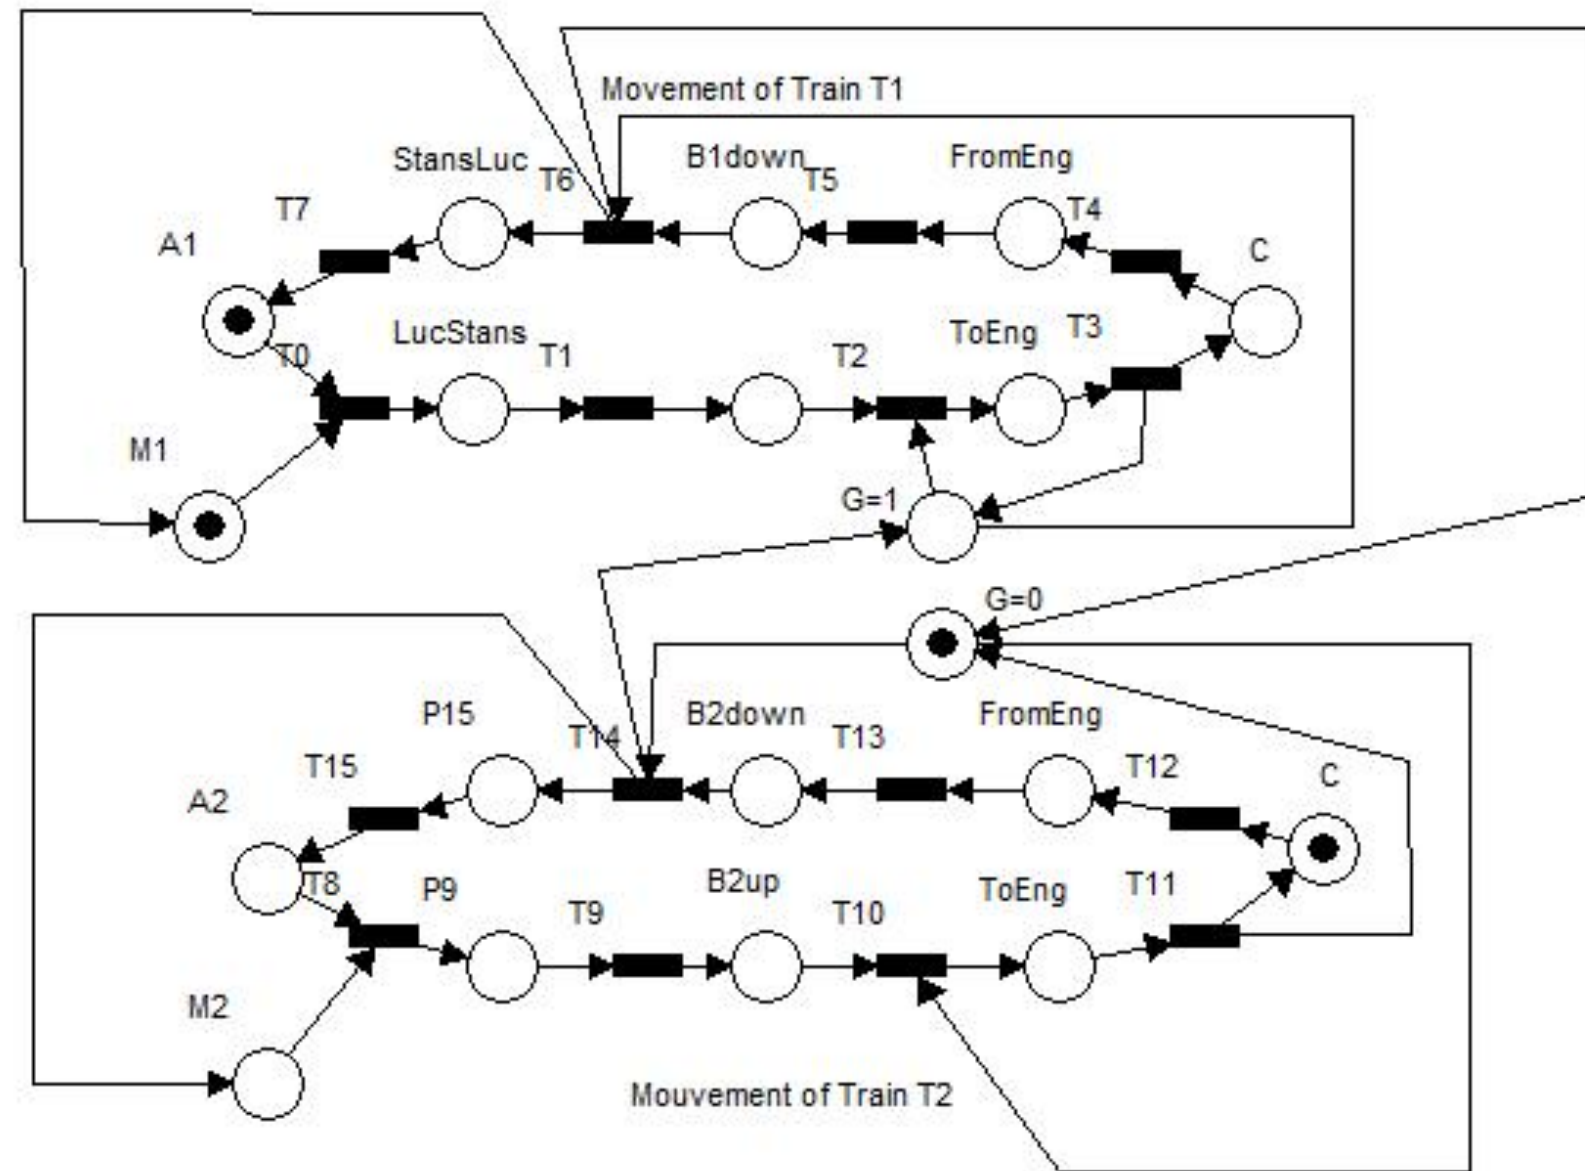 Movement of Train T1
StansLuc
T6
B1down
T5
FromEng
T7
T4
A1
C
T0
LucStans
T1
T2
ToEng
T3
M1
G=1
G=0
P15
T14
B2down
T13
FromEng
T15
T12
C
A2
T8
P9
T9
B2up
T10
ToEng
T11
M2
Mouvement of Train T2